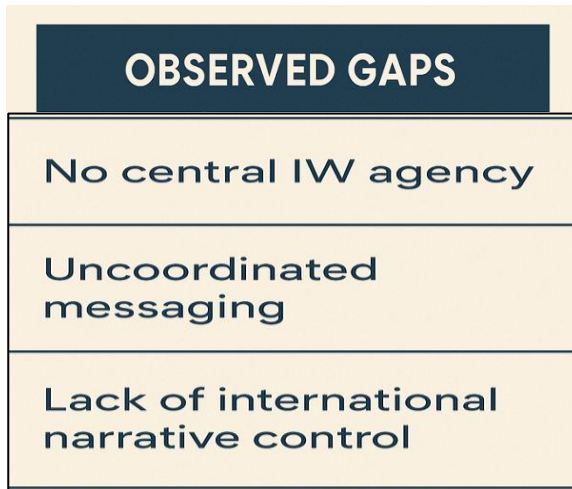 OBSERVED GAPS
No central IW agency
Uncoordinated
messaging
Lack of international
narrative control